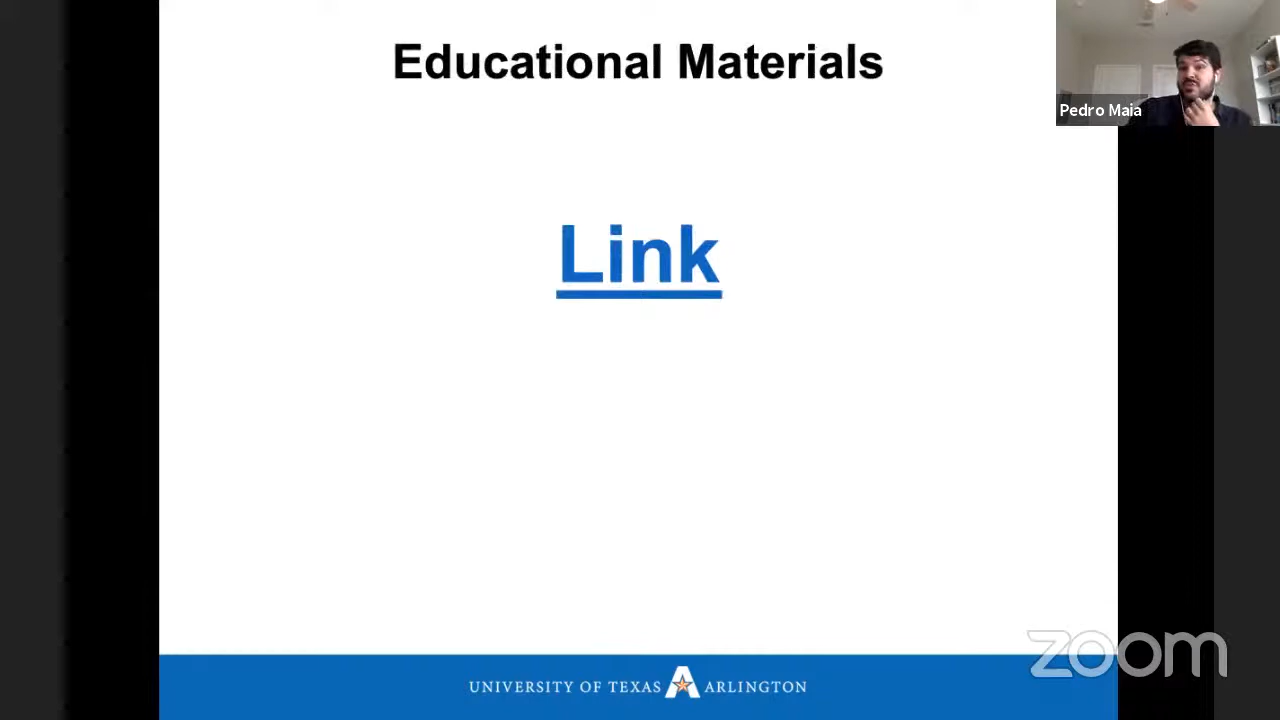 Educational Materials
Pedro Maia
Link
zoom
UNIVERSITY OF TEXAS ARLINGTON